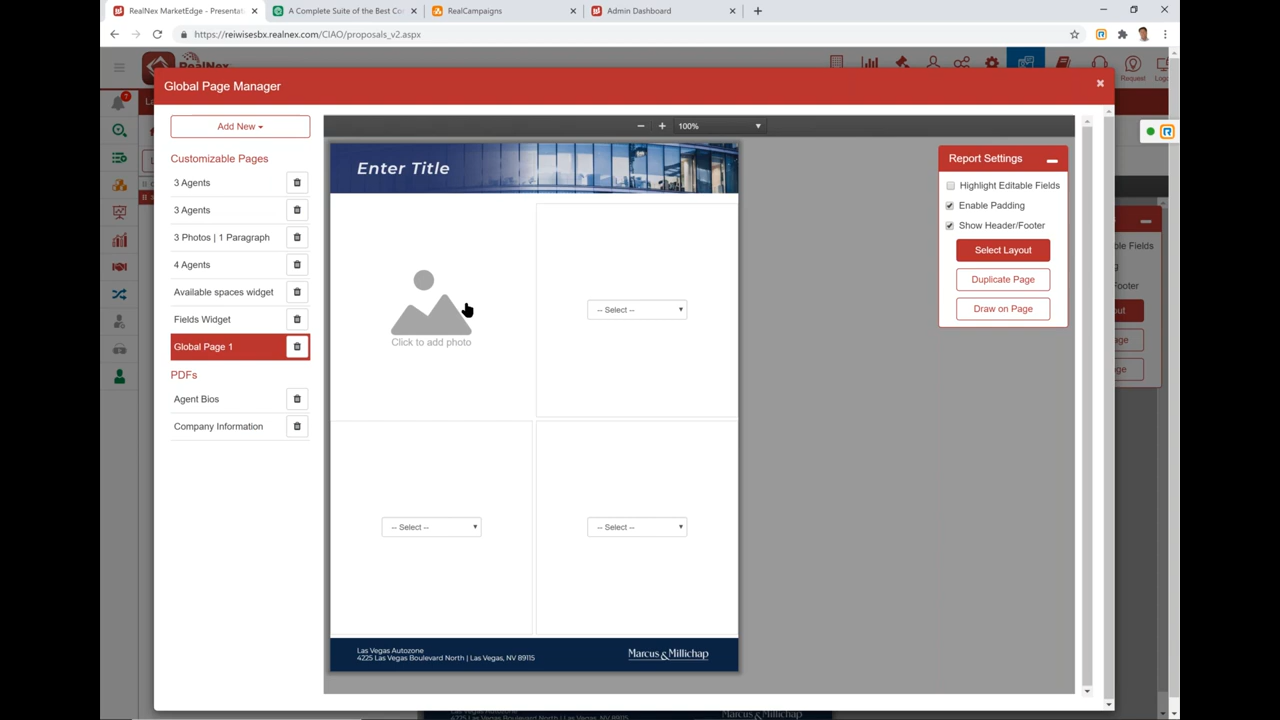 RealNex MarketEdge - Presentat
A Complete Suite of the Best Co
RealCampaigns
Admin Dashboard
https://reiwisesbx.realnex.com/CIAO/proposals_v2.aspx
RealNex
Request
7
Global Page Manager
Add New
100%
Customizable Pages
3 Agents
3 Agents
3 Photos | 1 Paragraph
4 Agents
Available spaces widget
Fields Widget
Global Page 1
PDFs
Agent Bios
Company Information
Enter Title
Click to add photo
-- Select --
-- Select --
-- Select --
Las Vegas Autozone
4225 Las Vegas Boulevard North | Las Vegas, NV 89115
Marcus & Millichap
Report Settings
Highlight Editable Fields
Enable Padding
Show Header/Footer
Select Layout
Duplicate Page
Draw on Page